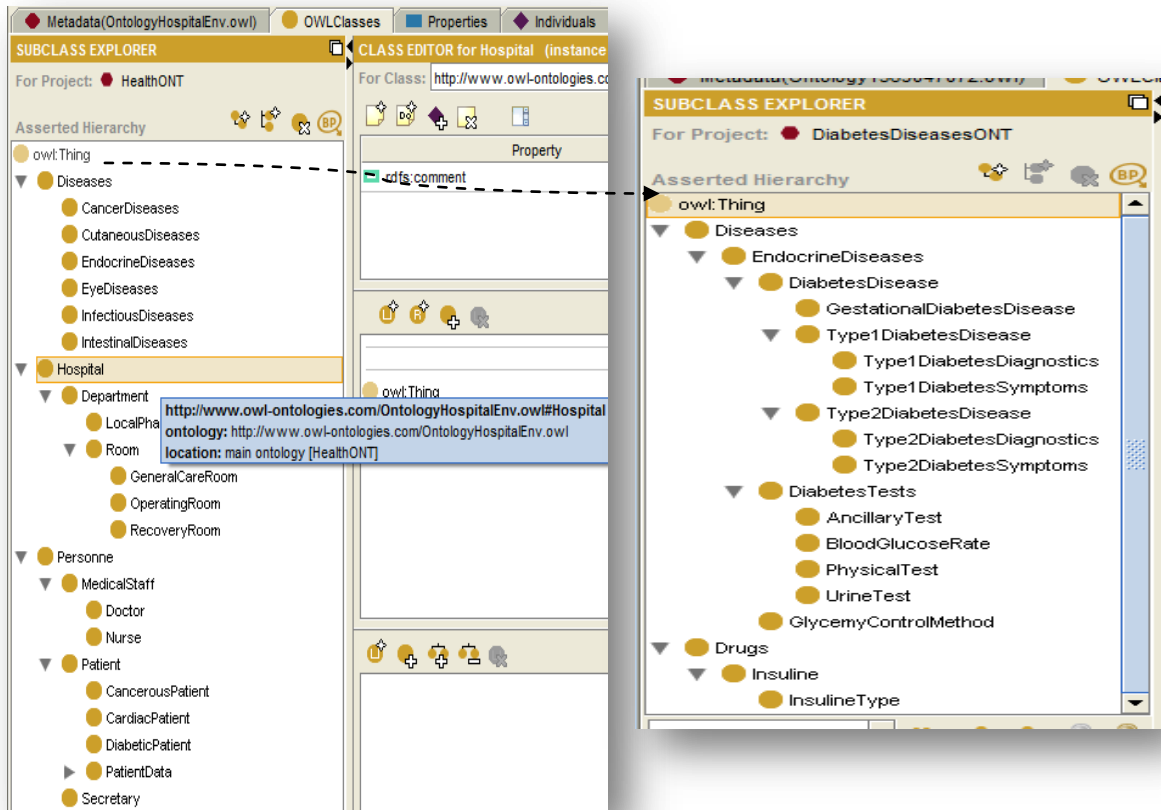 Metadata(OntologyHospitalEnv.owl) OWLClasses Properties Individuals
SUBCLASS EXPLORER
For Project: HealthONT
Asserted Hierarchy
BP
owl:Thing
Diseases
CancerDiseases
CutaneousDiseases
EndocrineDiseases
EyeDiseases
InfectiousDiseases
IntestinalDiseases
Hospital
Department
LocalPha
Room
GeneralCareRoom
OperatingRoom
RecoveryRoom
Personne
MedicalStaff
Doctor
Nurse
Patient
CancerousPatient
CardiacPatient
DiabeticPatient
PatientData
Secretary
CLASS EDITOR for Hospital (instance
For Class: http://www.owl-ontologies.co
Property
rdfs:comment
owl:Thing
http://www.owl-ontologies.com/OntologyHospitalEnv.owl#Hospital
ontology: http://www.owl-ontologies.com/OntologyHospitalEnv.owl
location: main ontology [HealthONT]
SUBCLASS EXPLORER
For Project: DiabetesDiseasesONT
Asserted Hierarchy
BP
owl:Thing
Diseases
EndocrineDiseases
DiabetesDisease
GestationalDiabetesDisease
Type1DiabetesDisease
Type1DiabetesDiagnostics
Type1DiabetesSymptoms
Type2DiabetesDisease
Type2DiabetesDiagnostics
Type2DiabetesSymptoms
DiabetesTests
AncillaryTest
BloodGlucoseRate
PhysicalTest
UrineTest
GlycemyControlMethod
Drugs
Insuline
InsulineType